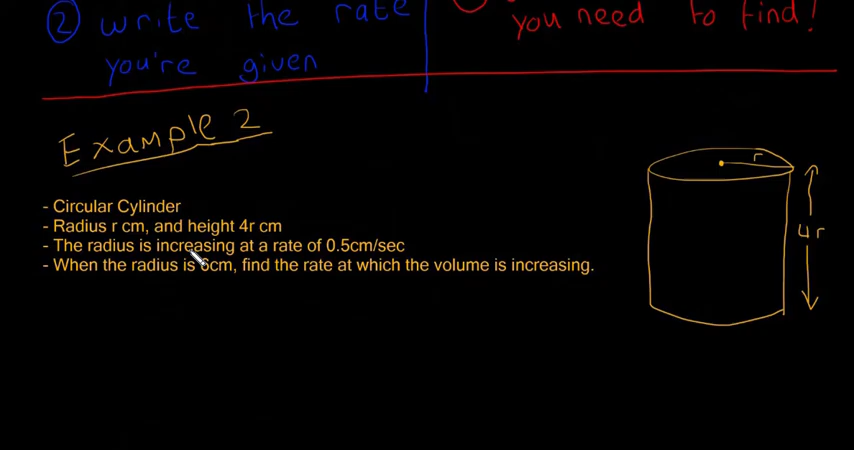 ② write the rate
you're given
you need to find!
Example 2
- Circular Cylinder
- Radius r cm, and height 4r cm
- The radius is increasing at a rate of 0.5cm/sec
- When the radius is 6cm, find the rate at which the volume is increasing.
r
4r